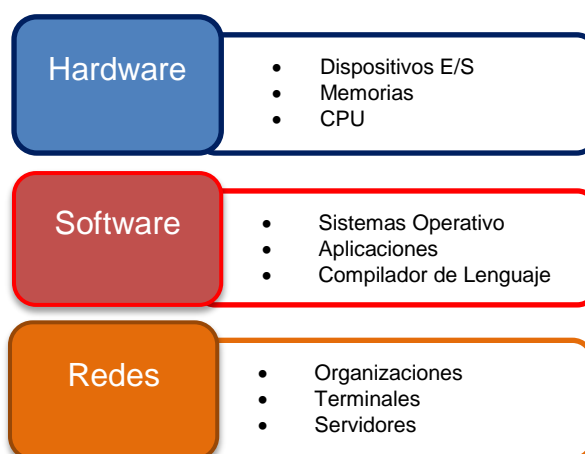 Hardware
• Dispositivos E/S
• Memorias
• CPU
Software
• Sistemas Operativo
• Aplicaciones
• Compilador de Lenguaje
Redes
• Organizaciones
• Terminales
• Servidores